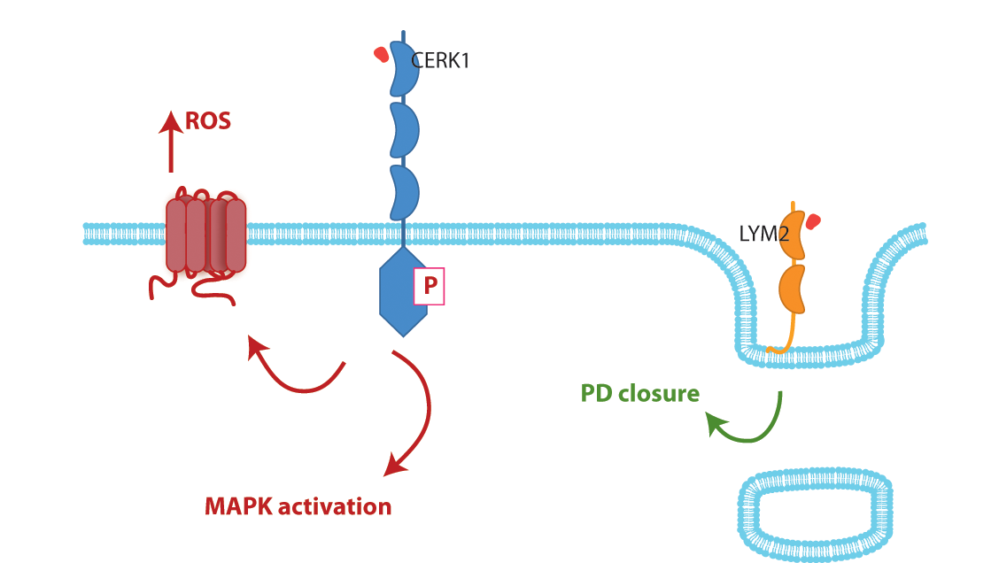 CERK1
ROS
LYM2
P
PD closure
MAPK activation